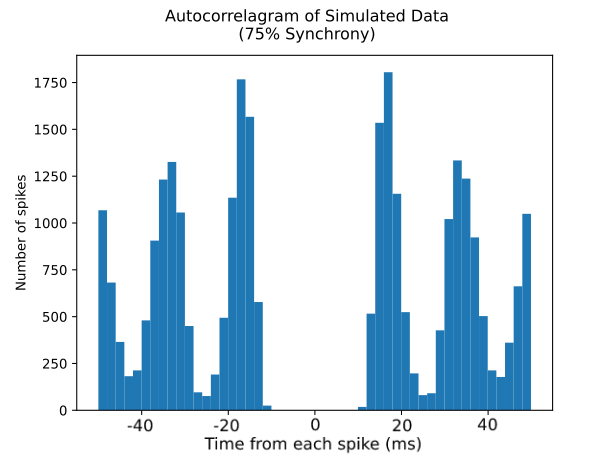 Autocorrelagram of Simulated Data
(75% Synchrony)
1750
1500
1250
1000
750
500
250
0
Number of spikes
-40 -20 0 20 40
Time from each spike (ms)